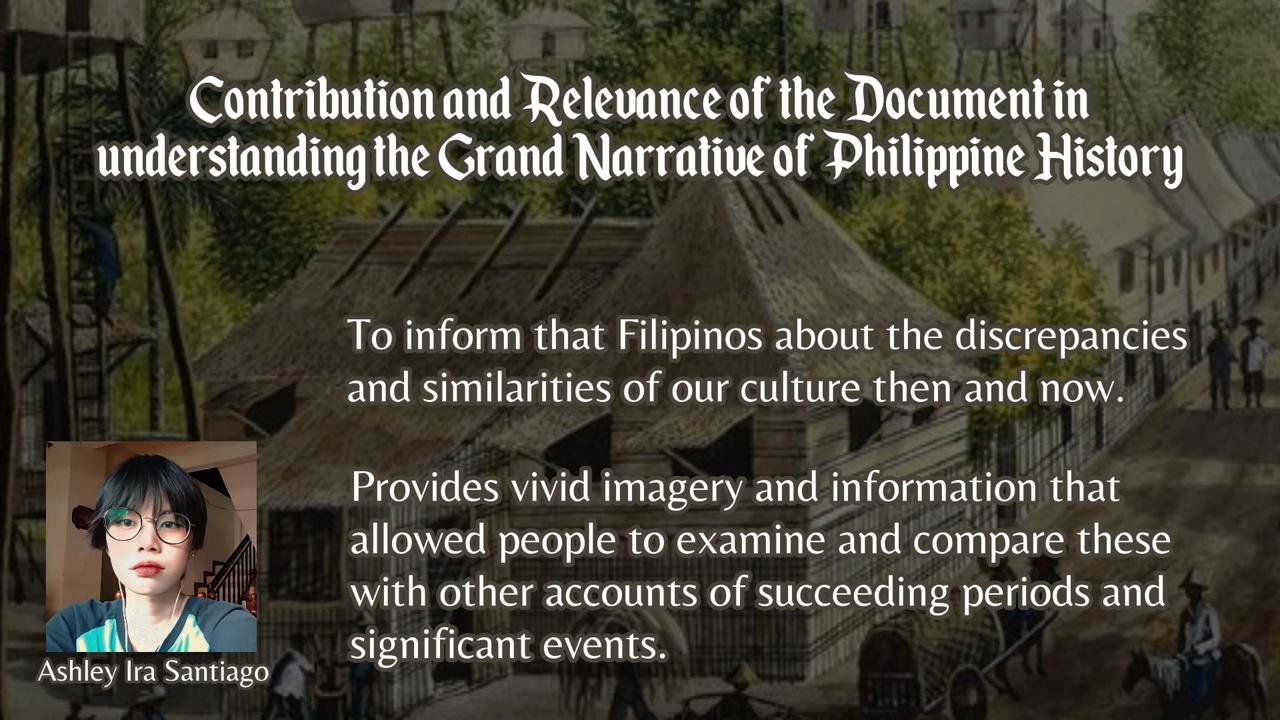 Contribution and Relevance of the Document in
understanding the Grand Narrative of Philippine History
To inform that Filipinos about the discrepancies
and similarities of our culture then and now.
Provides vivid imagery and information that
allowed people to examine and compare these
with other accounts of succeeding periods and
significant events.
Ashley Ira Santiago